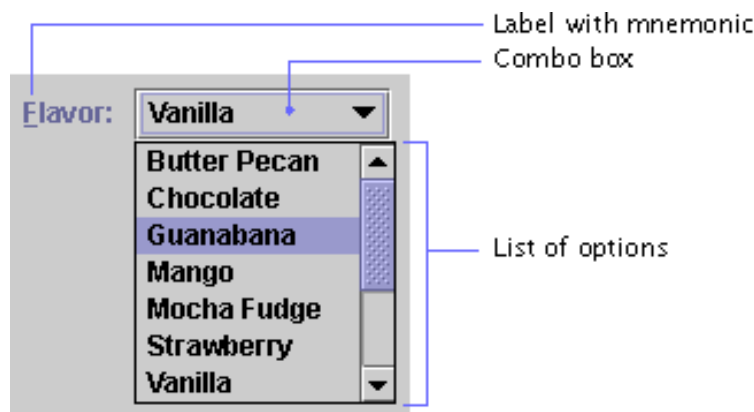 Label with mnemonic
Combo box
Flavor: Vanilla
Butter Pecan
Chocolate
Guanabana
Mango
Mocha Fudge
Strawberry
Vanilla
List of options